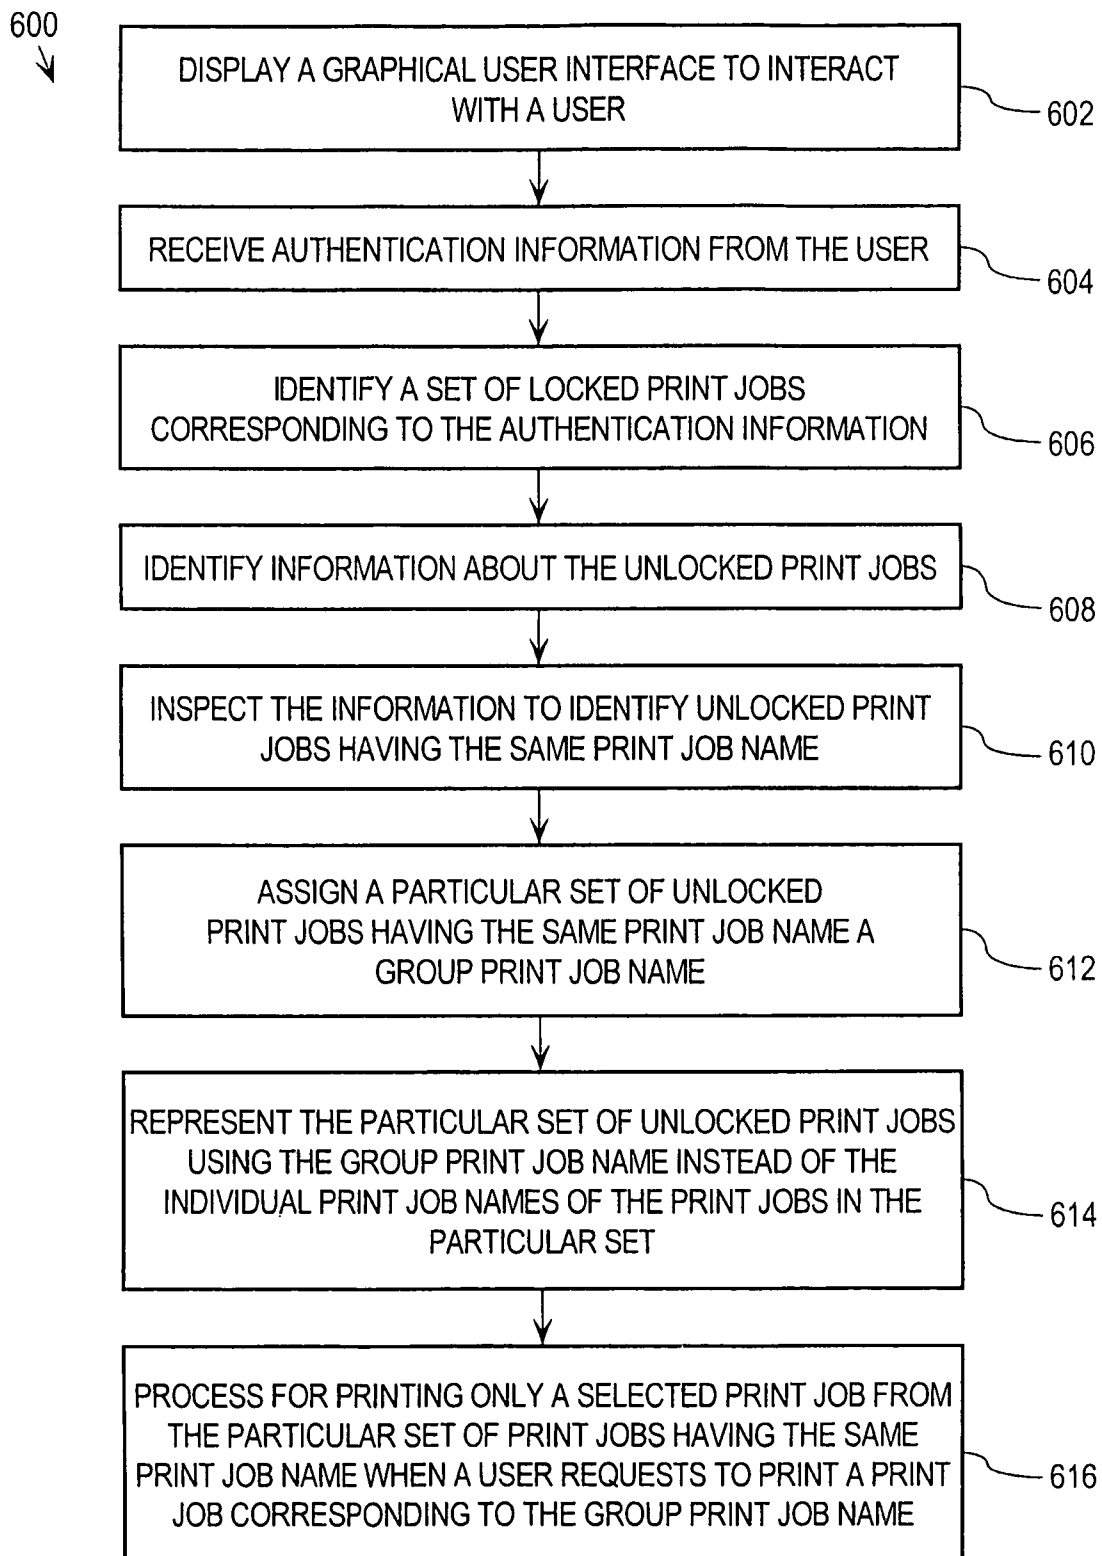 600
DISPLAY A GRAPHICAL USER INTERFACE TO INTERACT
WITH A USER
602
RECEIVE AUTHENTICATION INFORMATION FROM THE USER
604
IDENTIFY A SET OF LOCKED PRINT JOBS
CORRESPONDING TO THE AUTHENTICATION INFORMATION
606
IDENTIFY INFORMATION ABOUT THE UNLOCKED PRINT JOBS
608
INSPECT THE INFORMATION TO IDENTIFY UNLOCKED PRINT
JOBS HAVING THE SAME PRINT JOB NAME
610
ASSIGN A PARTICULAR SET OF UNLOCKED
PRINT JOBS HAVING THE SAME PRINT JOB NAME A
GROUP PRINT JOB NAME
612
REPRESENT THE PARTICULAR SET OF UNLOCKED PRINT JOBS
USING THE GROUP PRINT JOB NAME INSTEAD OF THE
INDIVIDUAL PRINT JOB NAMES OF THE PRINT JOBS IN THE
PARTICULAR SET
614
PROCESS FOR PRINTING ONLY A SELECTED PRINT JOB FROM
THE PARTICULAR SET OF PRINT JOBS HAVING THE SAME
PRINT JOB NAME WHEN A USER REQUESTS TO PRINT A PRINT
JOB CORRESPONDING TO THE GROUP PRINT JOB NAME
616